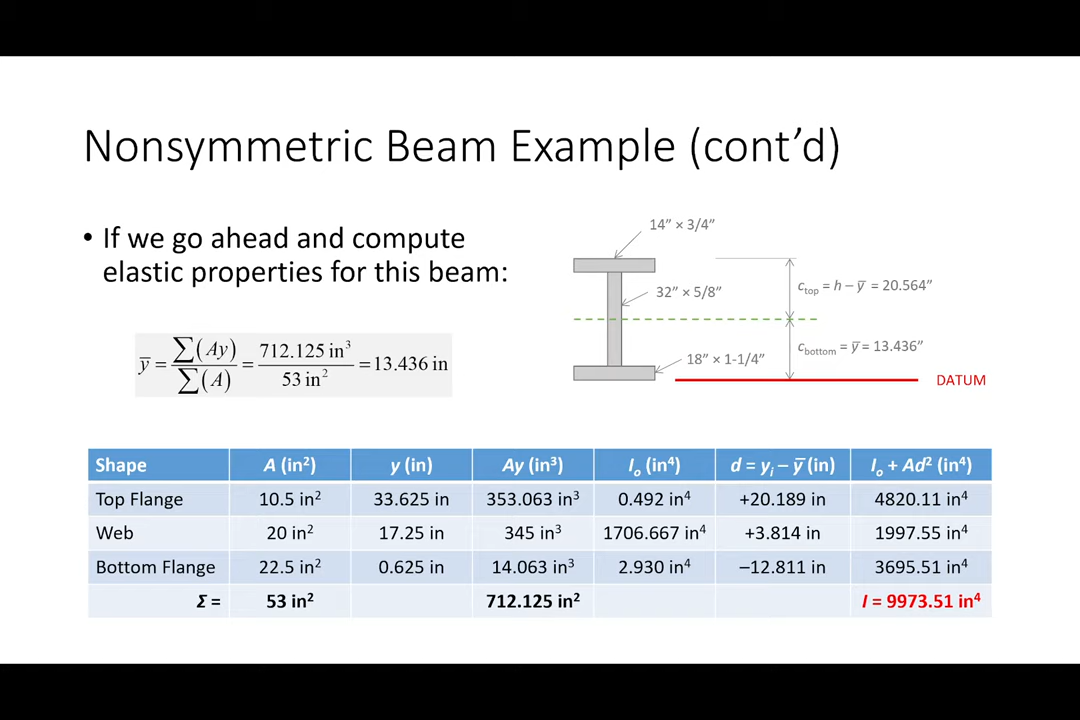 Nonsymmetric Beam Example (cont’d)
• If we go ahead and compute
elastic properties for this beam:
y̅ = ∑(Ay) / ∑(A) = 712.125 in³ / 53 in² = 13.436 in
14” × 3/4”
32” × 5/8”
18” × 1-1/4”
c_top = h – y̅ = 20.564”
c_bottom = y̅ = 13.436”
DATUM
Shape A (in²) y (in) Ay (in³) Iₒ (in⁴) d = yᵢ – y̅ (in) Iₒ + Ad² (in⁴)
Top Flange 10.5 in² 33.625 in 353.063 in³ 0.492 in⁴ +20.189 in 4820.11 in⁴
Web 20 in² 17.25 in 345 in³ 1706.667 in⁴ +3.814 in 1997.55 in⁴
Bottom Flange 22.5 in² 0.625 in 14.063 in³ 2.930 in⁴ –12.811 in 3695.51 in⁴
Σ = 53 in² 712.125 in² I = 9973.51 in⁴